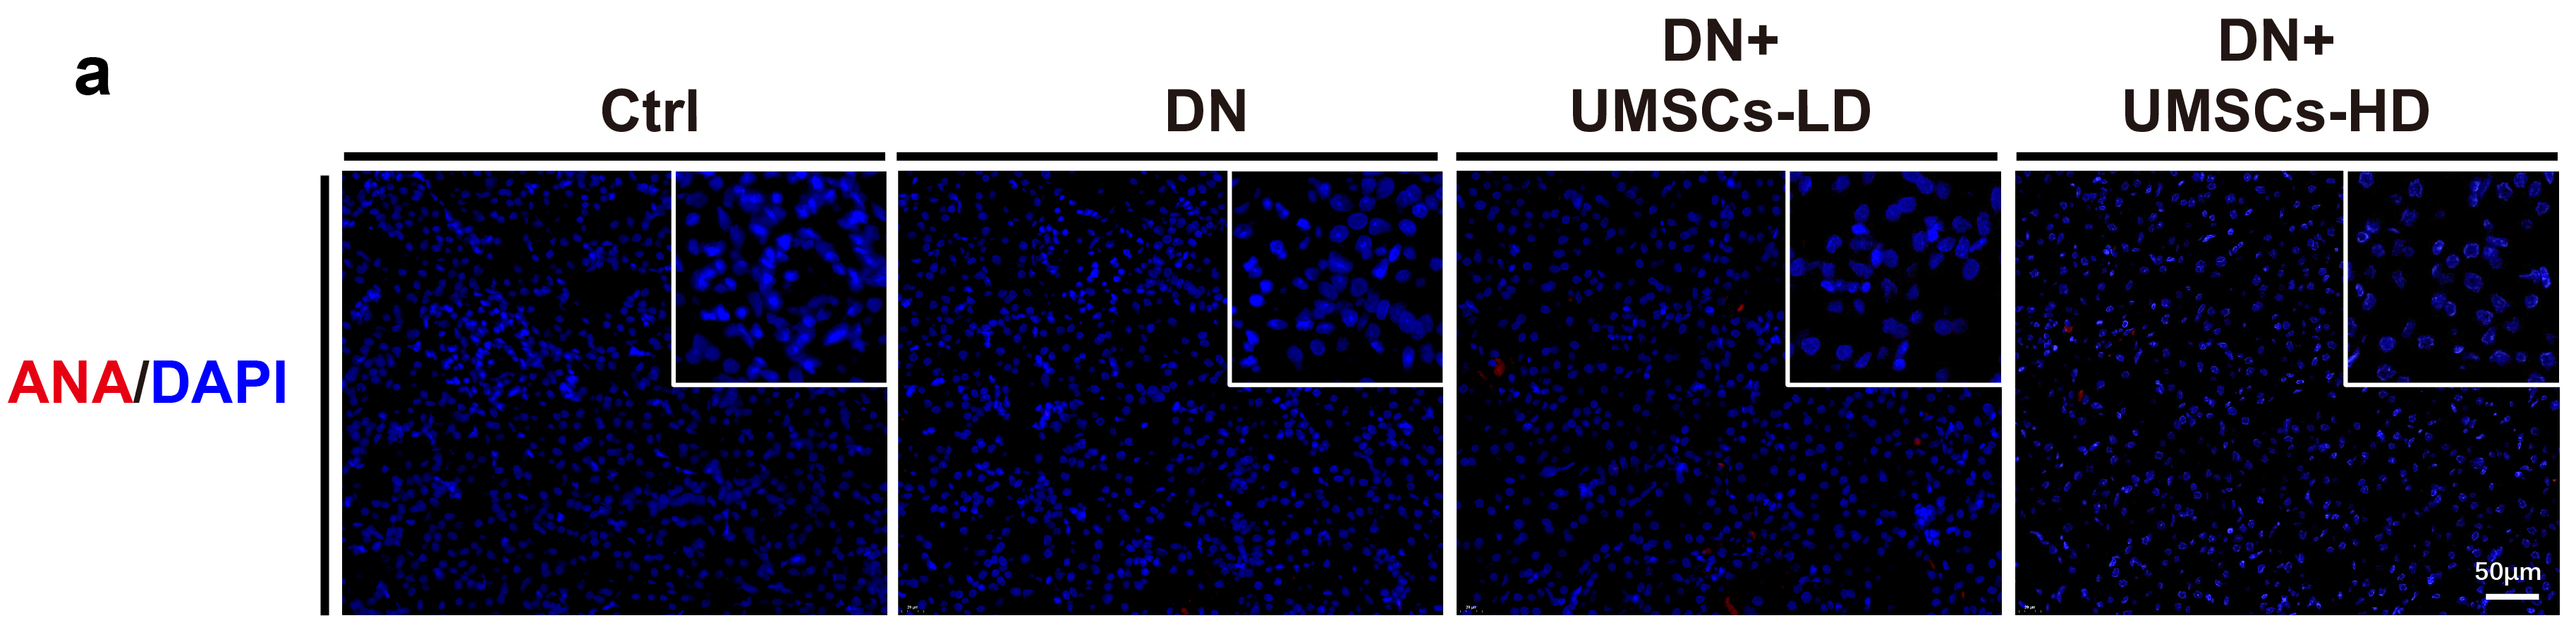 a
Ctrl
DN
DN+
UMSCs-LD
DN+
UMSCs-HD
ANA/DAPI
50μm